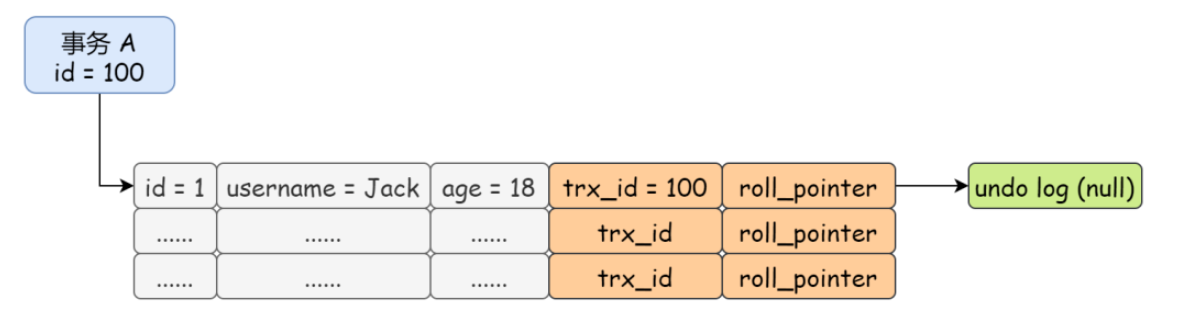 事务 A
id = 100
id = 1 username = Jack age = 18 trx_id = 100 roll_pointer undo log (null)
...... ...... ...... trx_id roll_pointer
...... ...... ...... trx_id roll_pointer